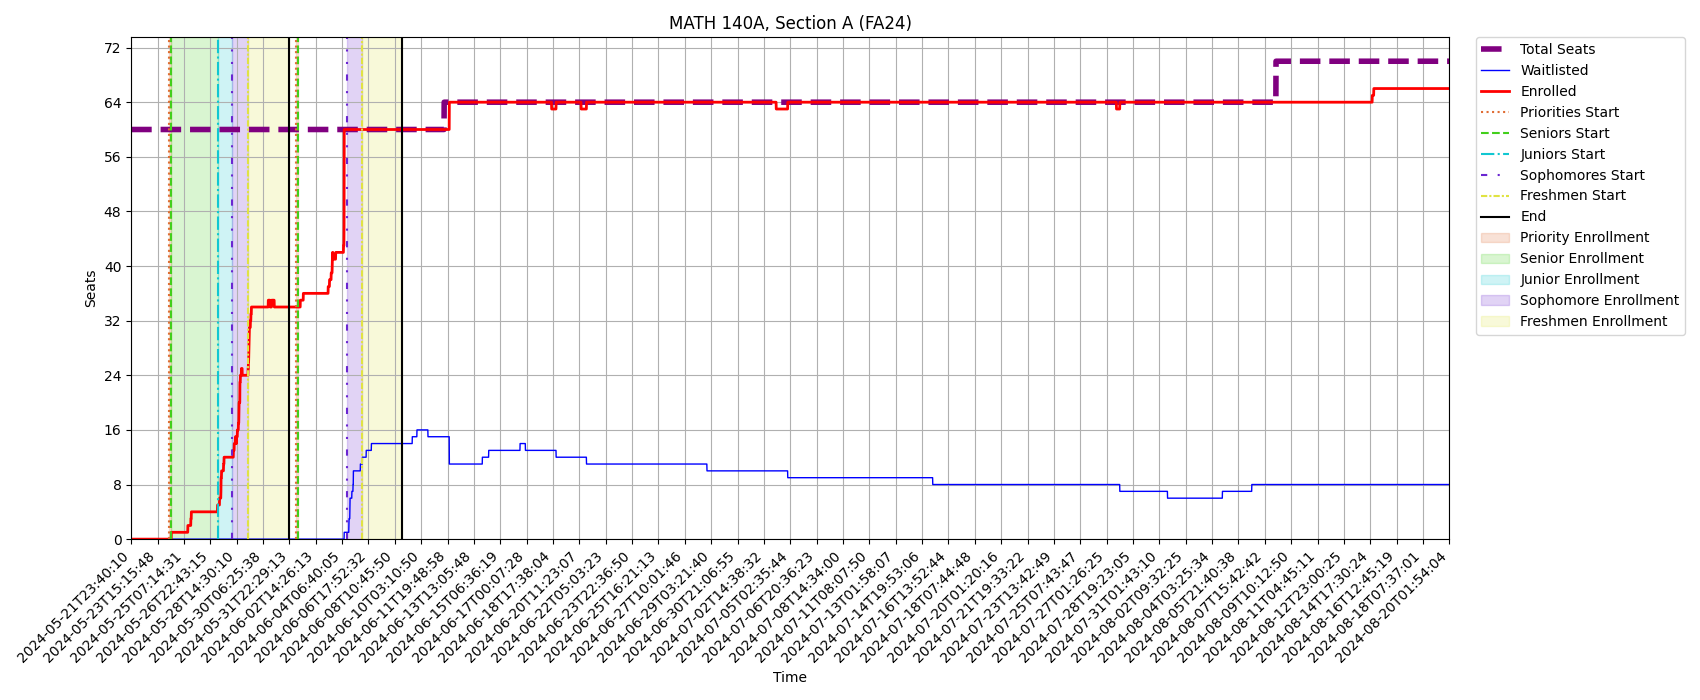 MATH 140A, Section A (FA24)
Seats
72
64
56
48
40
32
24
16
8
0
2024-05-21T23:40:10
2024-05-23T15:15:48
2024-05-25T07:14:31
2024-05-26T22:43:15
2024-05-28T14:30:16
2024-05-30T06:25:38
2024-05-31T22:29:13
2024-06-02T14:26:13
2024-06-04T06:40:05
2024-06-06T17:52:32
2024-06-08T10:45:50
2024-06-10T03:10:50
2024-06-11T19:48:58
2024-06-13T13:05:48
2024-06-15T06:36:19
2024-06-17T00:07:28
2024-06-18T17:38:04
2024-06-20T11:23:07
2024-06-22T05:03:23
2024-06-23T22:36:50
2024-06-25T16:21:13
2024-06-27T10:01:46
2024-06-29T03:21:40
2024-06-30T21:06:55
2024-07-02T14:38:32
2024-07-05T02:35:44
2024-07-06T20:36:23
2024-07-08T14:34:00
2024-07-11T08:07:50
2024-07-13T01:58:07
2024-07-14T19:53:06
2024-07-16T13:52:44
2024-07-18T07:44:48
2024-07-20T01:20:16
2024-07-21T19:33:22
2024-07-23T13:42:49
2024-07-25T07:43:47
2024-07-27T01:26:25
2024-07-28T19:23:05
2024-07-31T01:43:10
2024-08-02T09:32:25
2024-08-04T03:25:34
2024-08-05T21:40:38
2024-08-07T15:42:42
2024-08-09T10:12:50
2024-08-11T04:45:11
2024-08-12T23:00:25
2024-08-14T17:30:24
2024-08-16T12:45:19
2024-08-18T07:37:01
2024-08-20T01:54:04
Time
Total Seats
Waitlisted
Enrolled
Priorities Start
Seniors Start
Juniors Start
Sophomores Start
Freshmen Start
End
Priority Enrollment
Senior Enrollment
Junior Enrollment
Sophomore Enrollment
Freshmen Enrollment